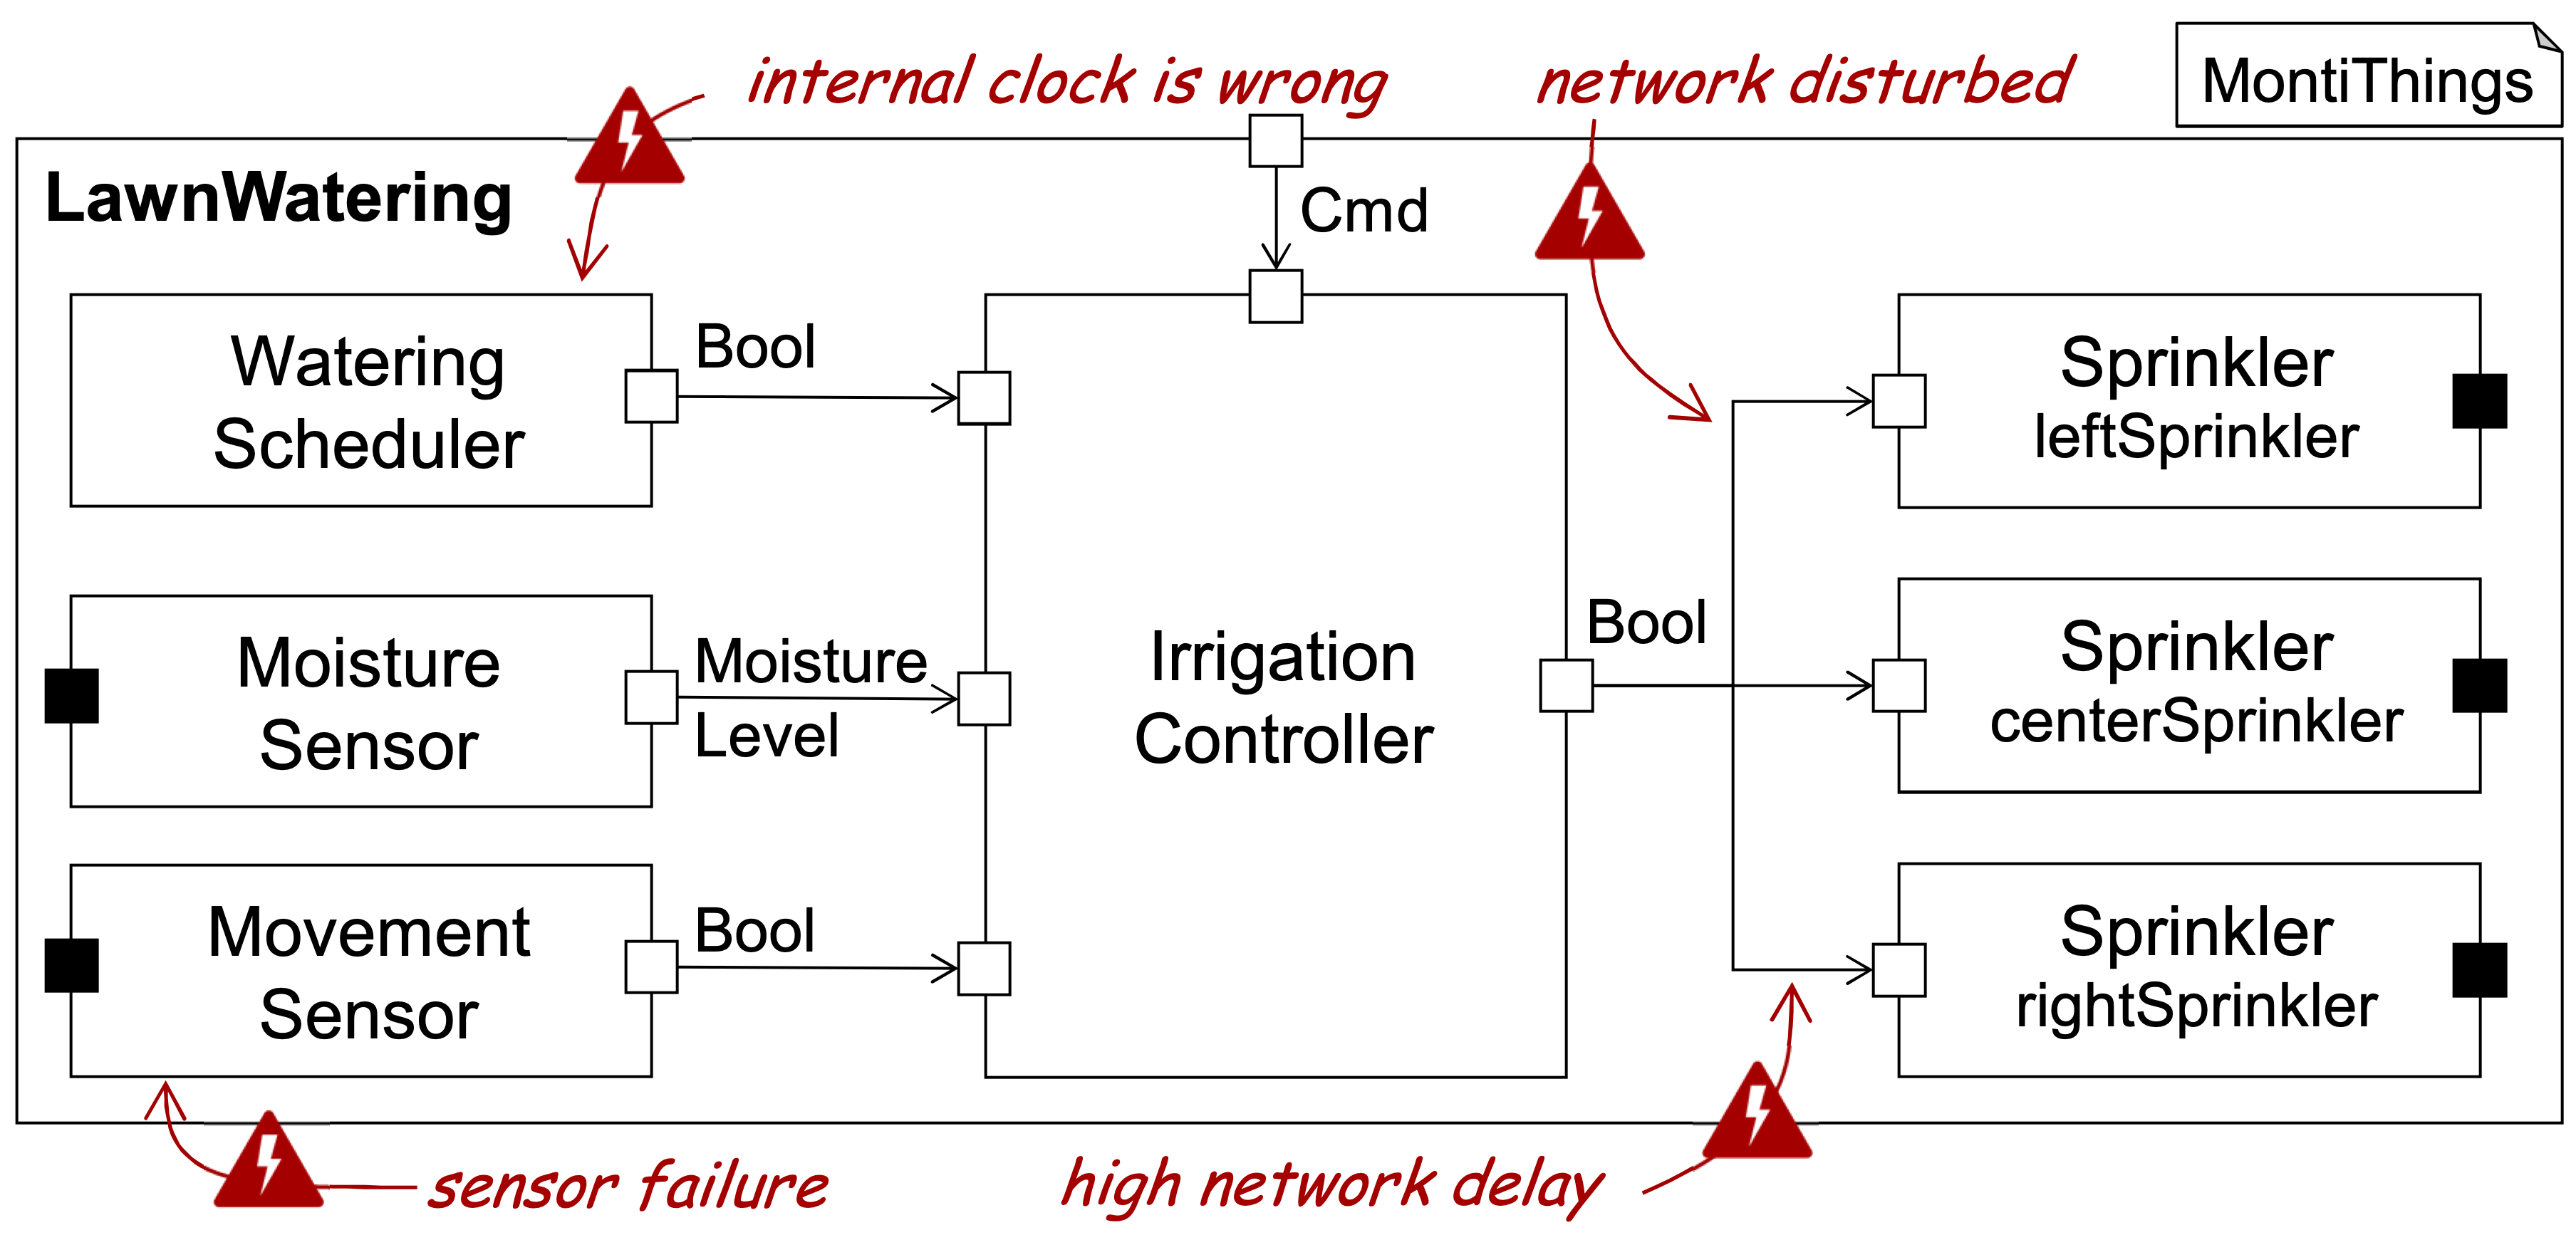 internal clock is wrong
network disturbed
MontiThings
LawnWatering
Cmd
Watering
Scheduler
Bool
Sprinkler
leftSprinkler
Moisture
Sensor
Moisture
Level
Irrigation
Controller
Bool
Sprinkler
centerSprinkler
Movement
Sensor
Bool
Sprinkler
rightSprinkler
sensor failure
high network delay